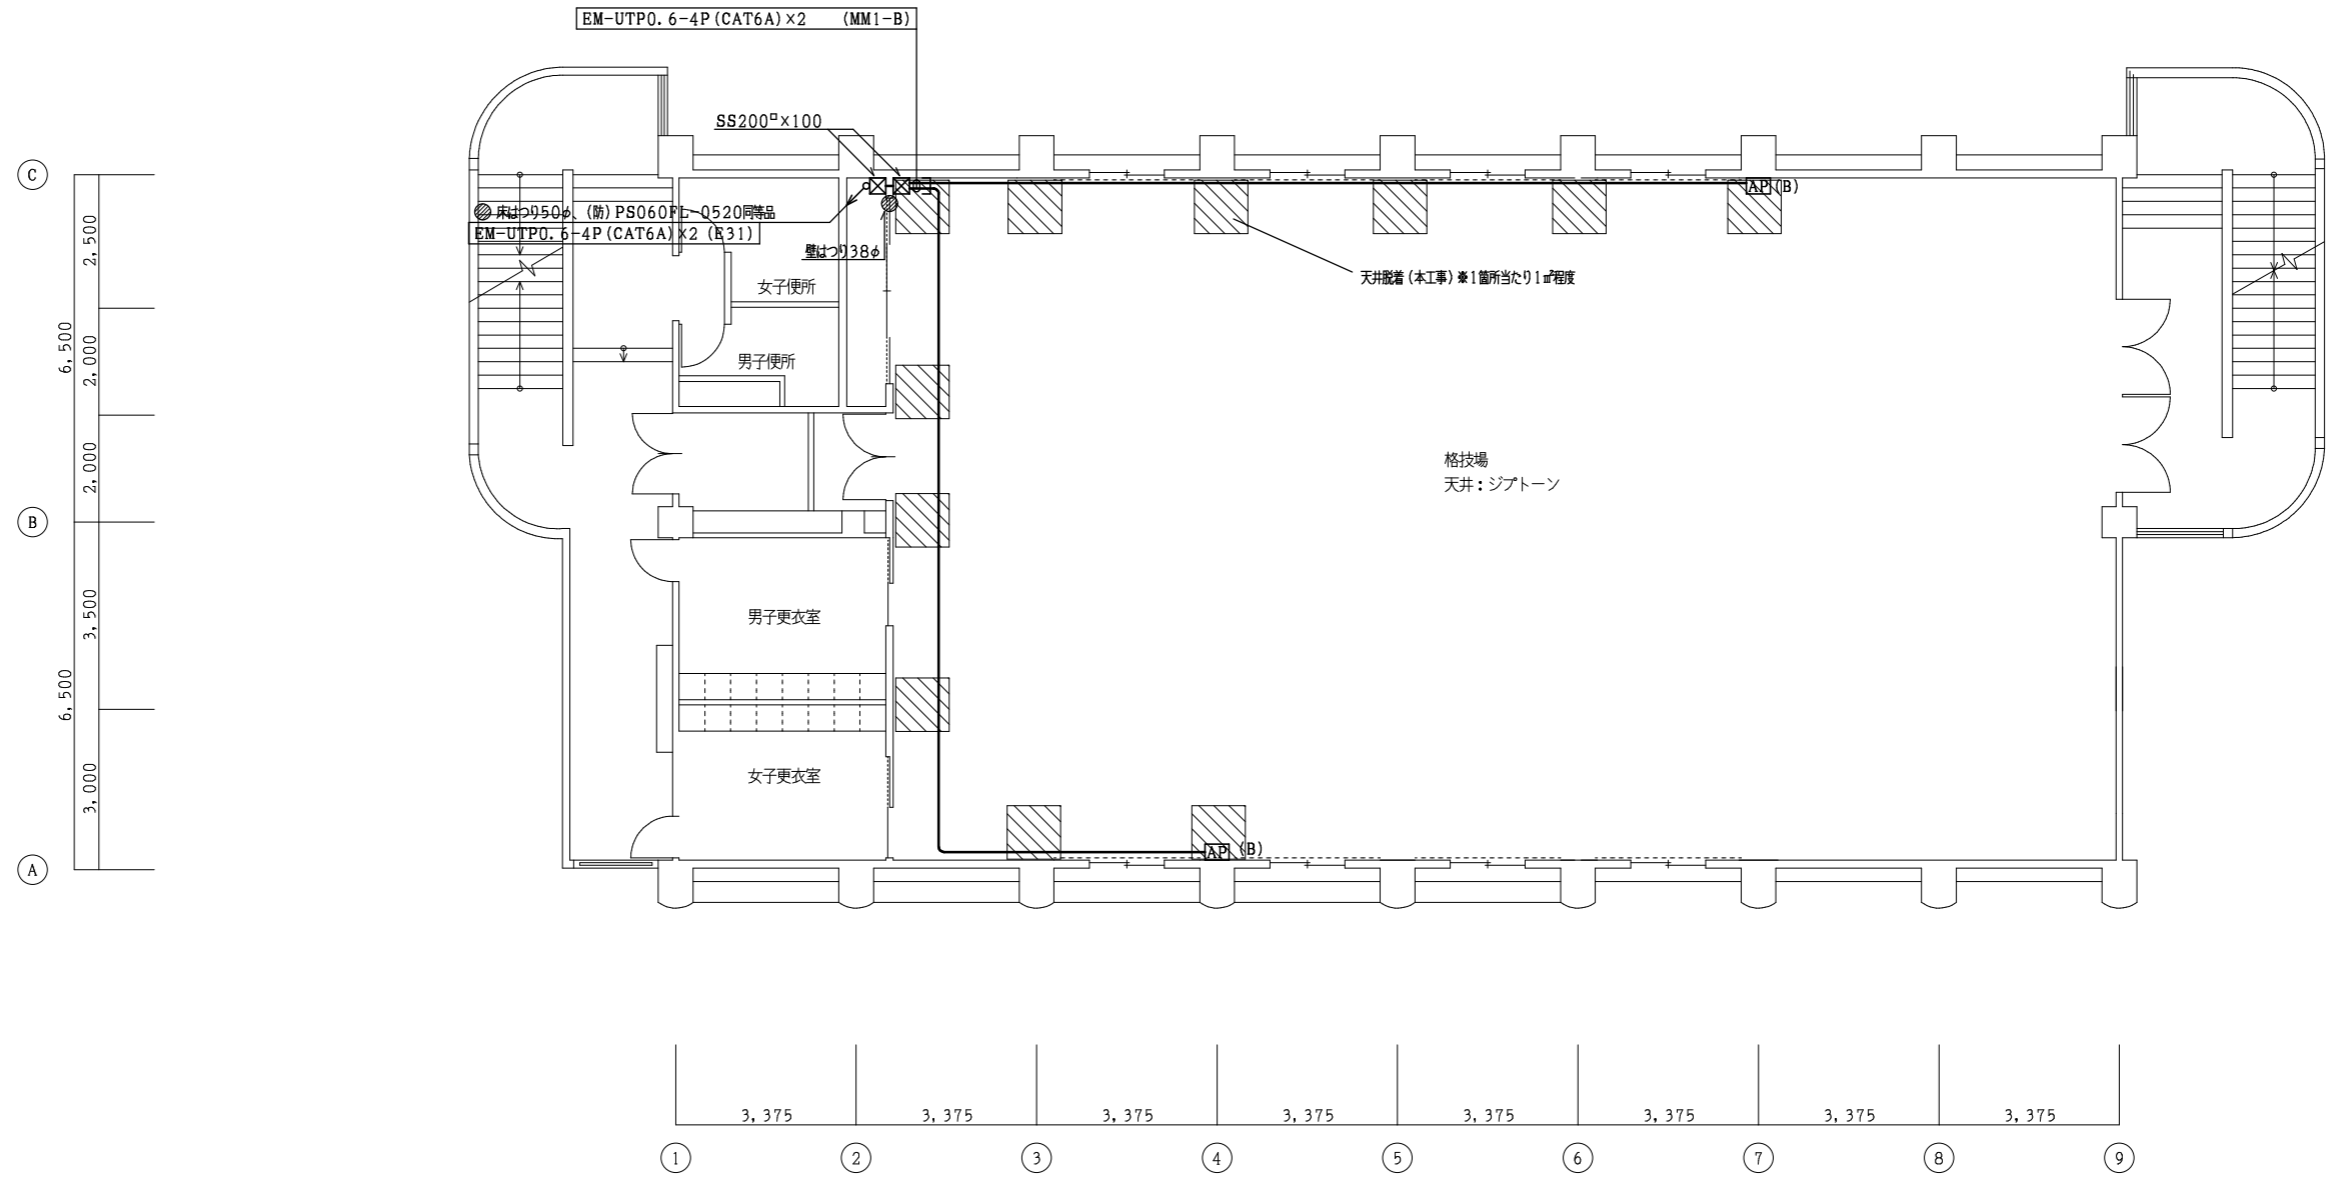 EM-UTP0.6-4P(CAT6A)×2 (MM1-B)
SS200□×100
C
AP(B)
床はつり50φ、(防)PS060FL-0520同等品
EM-UTP0.6-4P(CAT6A)×2(E31)
壁はつり38φ
2,500
天井脱着(本工事)※1箇所当たり1㎡程度
女子便所
6,500
2,000
男子便所
2,000
格技場
天井:ジプトーン
B
3,500
男子更衣室
6,500
3,000
女子更衣室
AP(B)
A
3,375 3,375 3,375 3,375 3,375 3,375 3,375 3,375
1 2 3 4 5 6 7 8 9